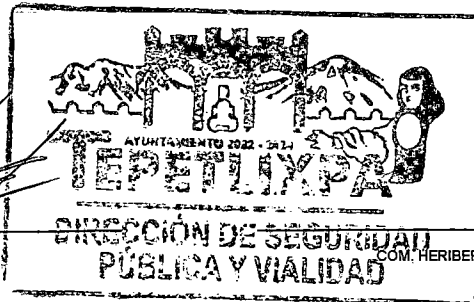 AYUNTAMIENTO 2022 - 2024
TEPETLIXPA
DIRECCIÓN DE SEGURIDAD
COM. HERIBER
PÚBLICA Y VIALIDAD